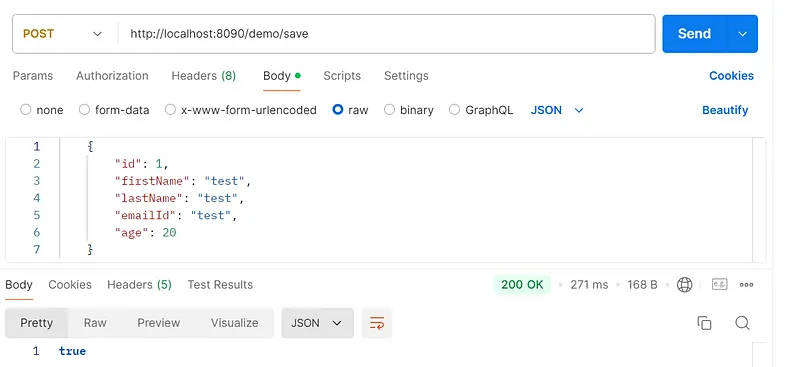 POST http://localhost:8090/demo/save Send
Params Authorization Headers (8) Body Scripts Settings Cookies
none form-data x-www-form-urlencoded raw binary GraphQL JSON Beautify
1 {
2 "id": 1,
3 "firstName": "test",
4 "lastName": "test",
5 "emailId": "test",
6 "age": 20
7 }
Body Cookies Headers (5) Test Results 200 OK 271 ms 168 B e.g.
Pretty Raw Preview Visualize JSON
1 true